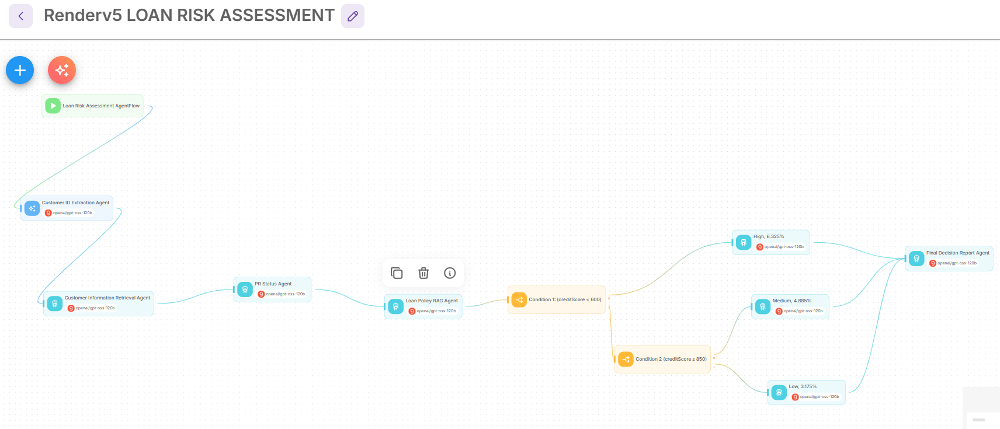 Renderv5 LOAN RISK ASSESSMENT
Loan Risk Assessment AgentFlow
Customer ID Extraction Agent
openai/gpt-oss-120b
Customer Information Retrieval Agent
openai/gpt-oss-120b
PR Status Agent
openai/gpt-oss-120b
Loan Policy RAG Agent
openai/gpt-oss-120b
Condition 1: (creditScore < 600)
Condition 2 (creditScore ≤ 850)
High, 6.325%
openai/gpt-oss-120b
Medium, 4.885%
openai/gpt-oss-120b
Low, 3.175%
openai/gpt-oss-120b
Final Decision Report Agent
openai/gpt-oss-120b